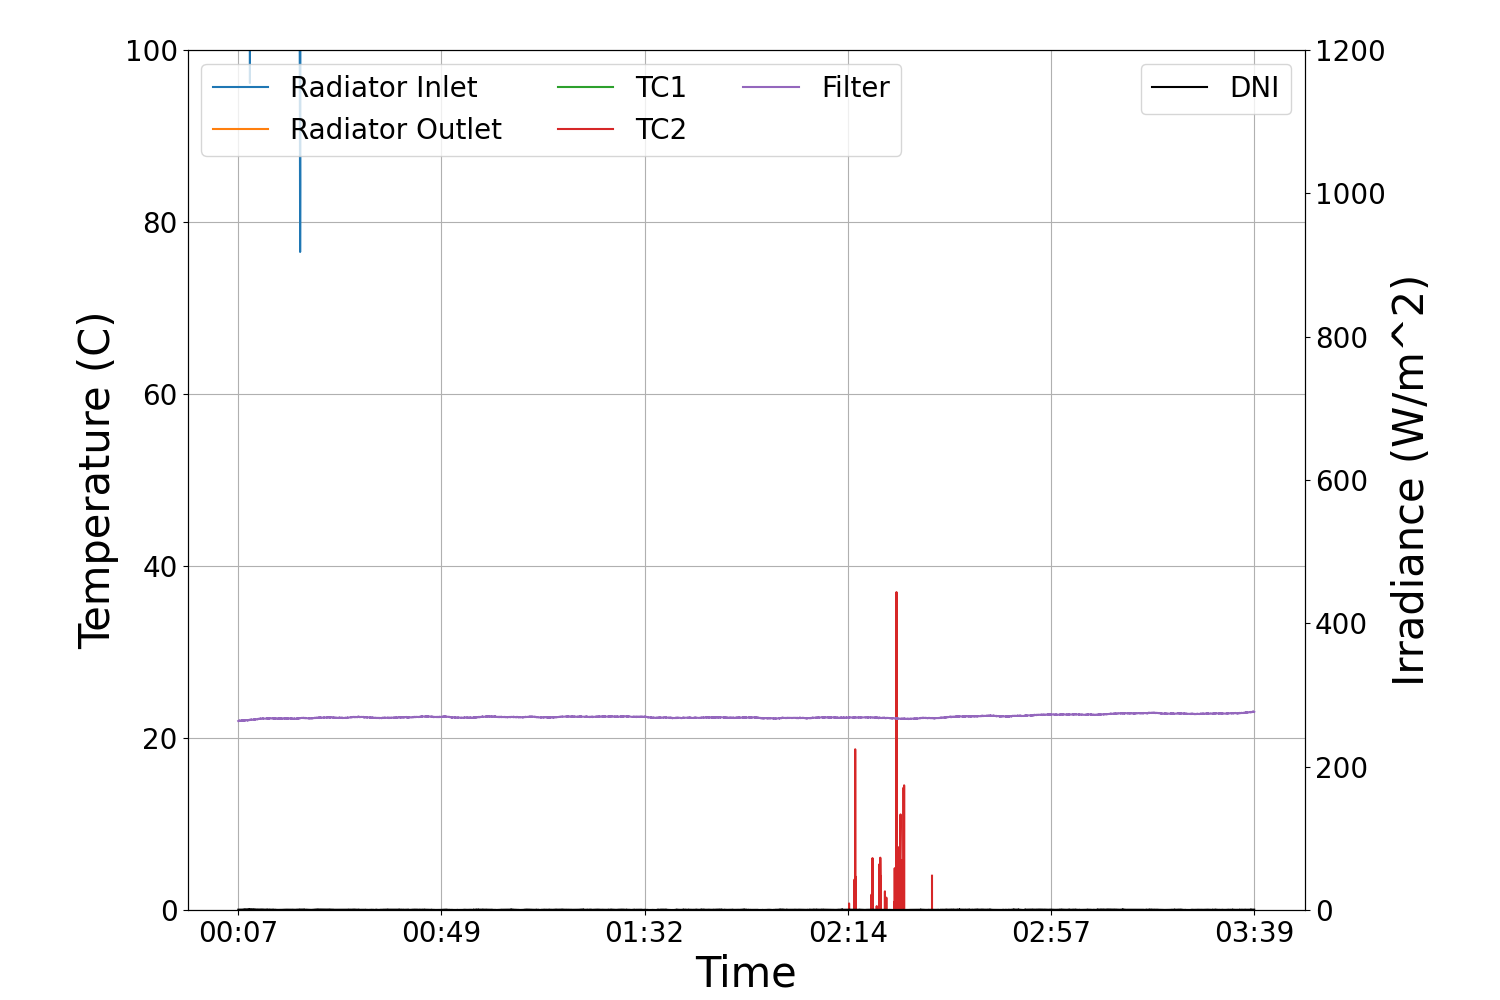 100
80
60
40
20
0
Temperature (C)
Radiator Inlet
Radiator Outlet
TC1
TC2
Filter
DNI
1200
1000
800
600
400
200
0
Irradiance (W/m^2)
00:07 00:49 01:32 02:14 02:57 03:39
Time